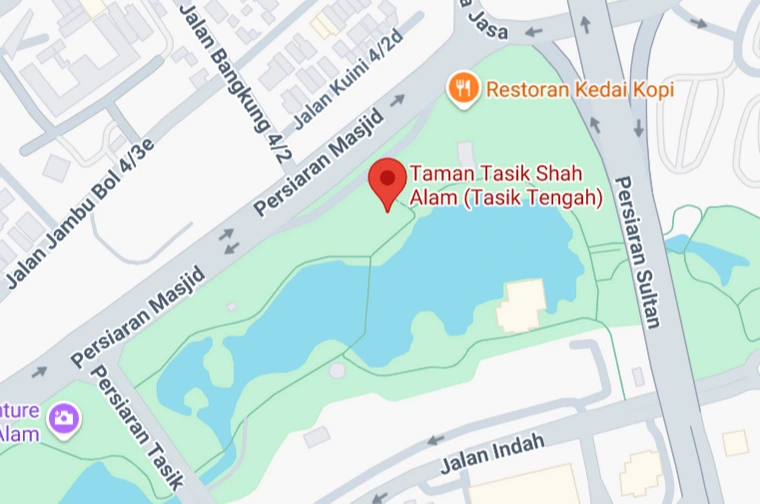 a Jasa
Jalan Bangkung 4/2
Jalan Kuini 4/2d
Restoran Kedai Kopi
Jalan Jambu Bol 4/3e
Persiaran Masjid
Taman Tasik Shah
Alam (Tasik Tengah)
Persiaran Sultan
Persiaran Masjid
Persiaran Tasik
nture
Alam
Jalan Indah